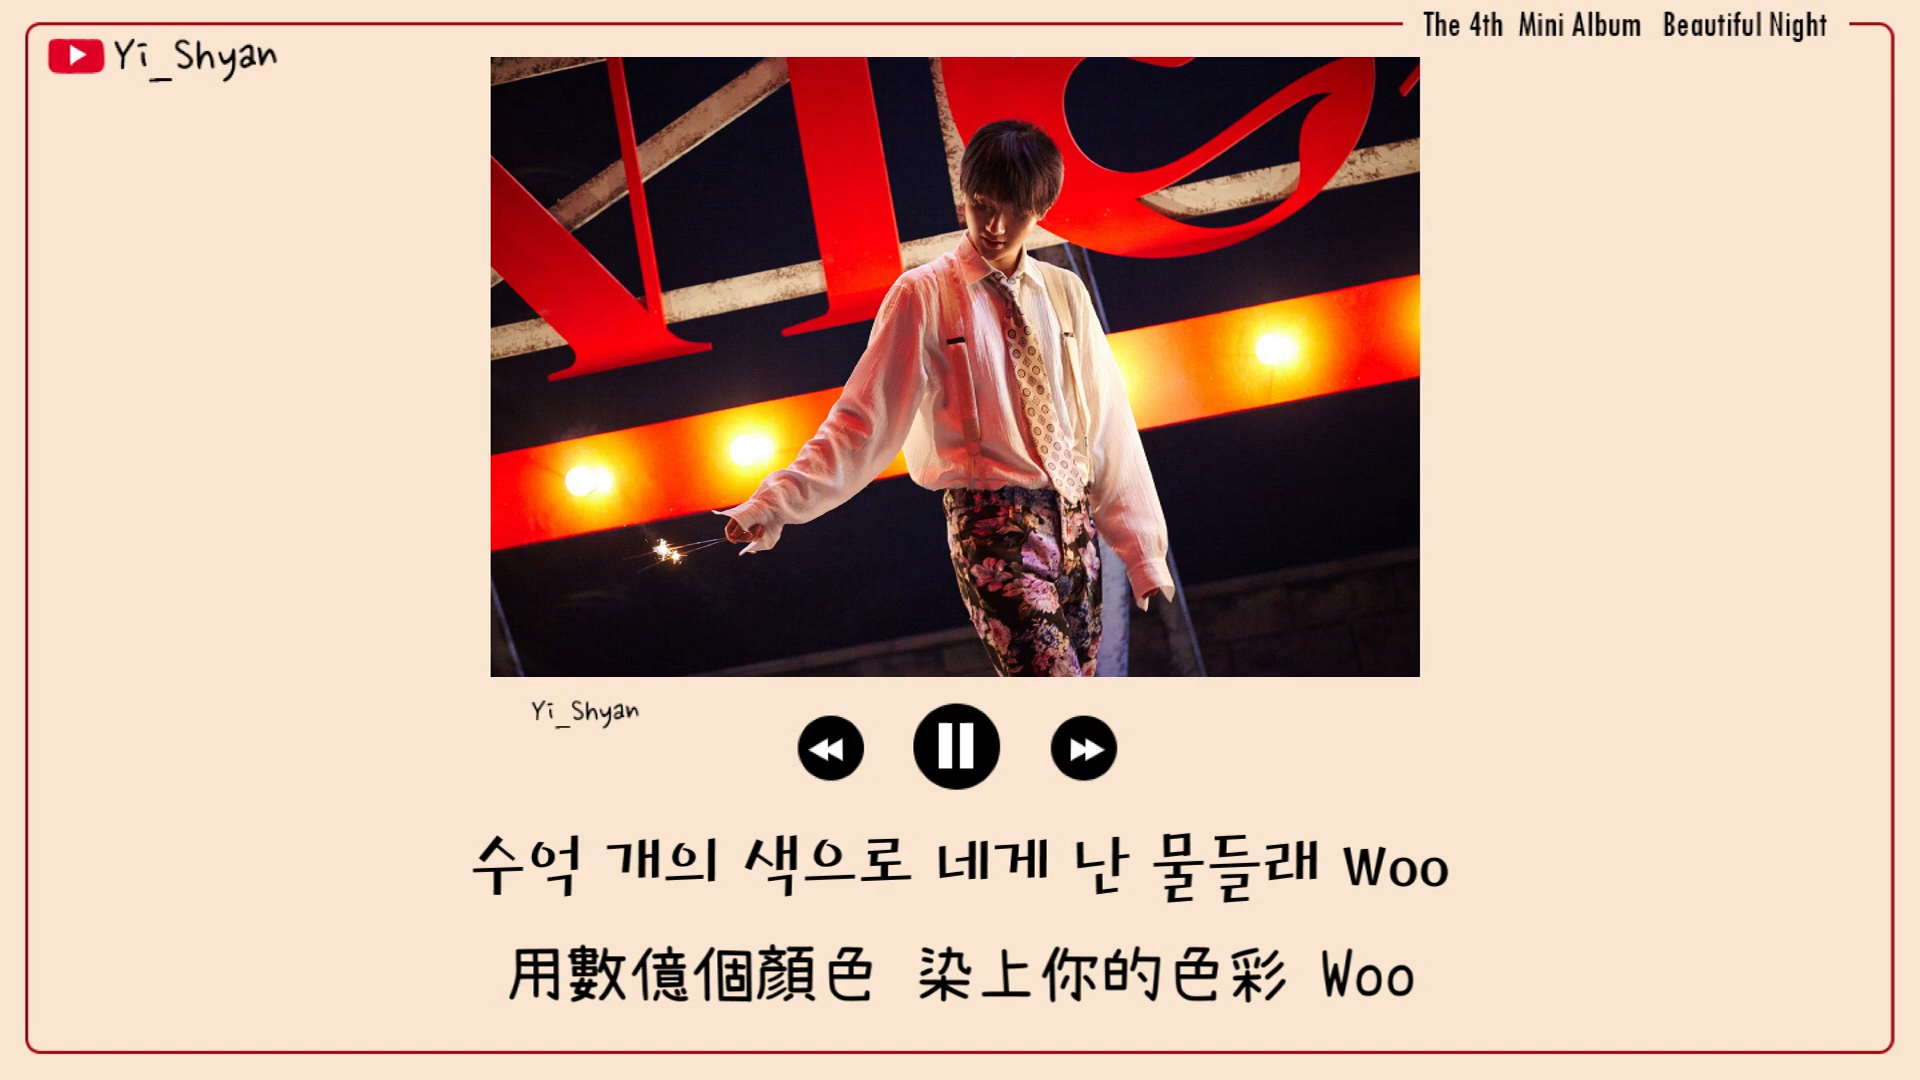 The 4th Mini Album Beautiful Night
Yi_Shyan
Yi_Shyan
수억 개의 색으로 네게 난 물들래 Woo
用數億個顏色 染上你的色彩 Woo